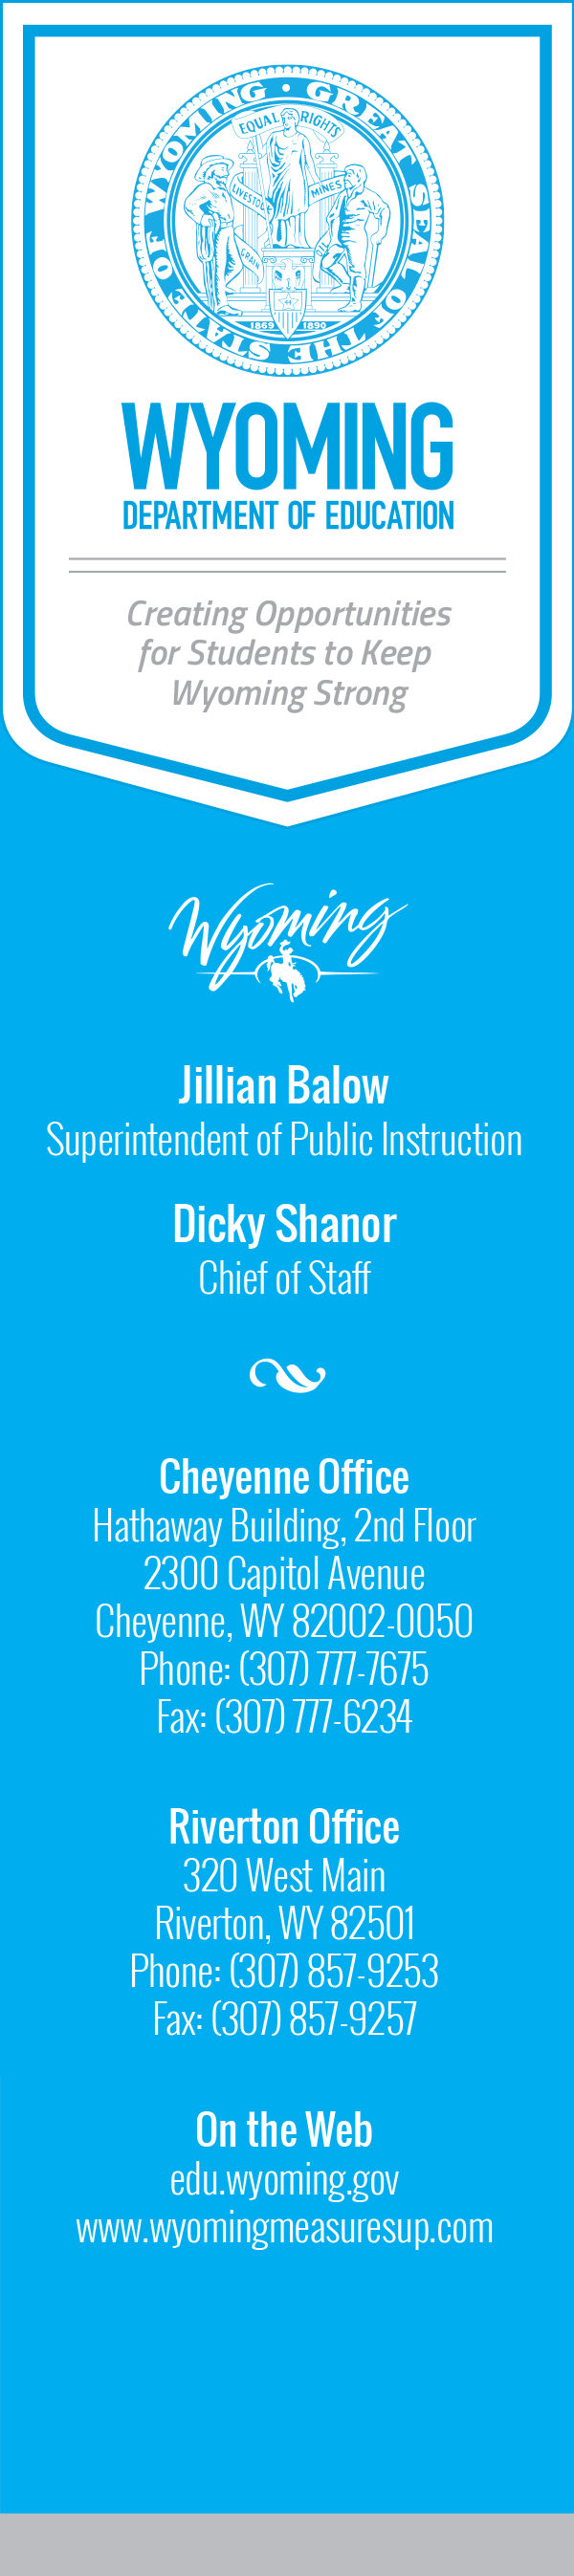 GREAT SEAL OF THE STATE OF WYOMING
EQUAL RIGHTS
LIVESTOCK
MINES
GRAIN
OIL
44
1869 1890
WYOMING
DEPARTMENT OF EDUCATION
Creating Opportunities
for Students to Keep
Wyoming Strong
Wyoming
Jillian Balow
Superintendent of Public Instruction
Dicky Shanor
Chief of Staff
Cheyenne Office
Hathaway Building, 2nd Floor
2300 Capitol Avenue
Cheyenne, WY 82002-0050
Phone: (307) 777-7675
Fax: (307) 777-6234
Riverton Office
320 West Main
Riverton, WY 82501
Phone: (307) 857-9253
Fax: (307) 857-9257
On the Web
edu.wyoming.gov
www.wyomingmeasuresup.com